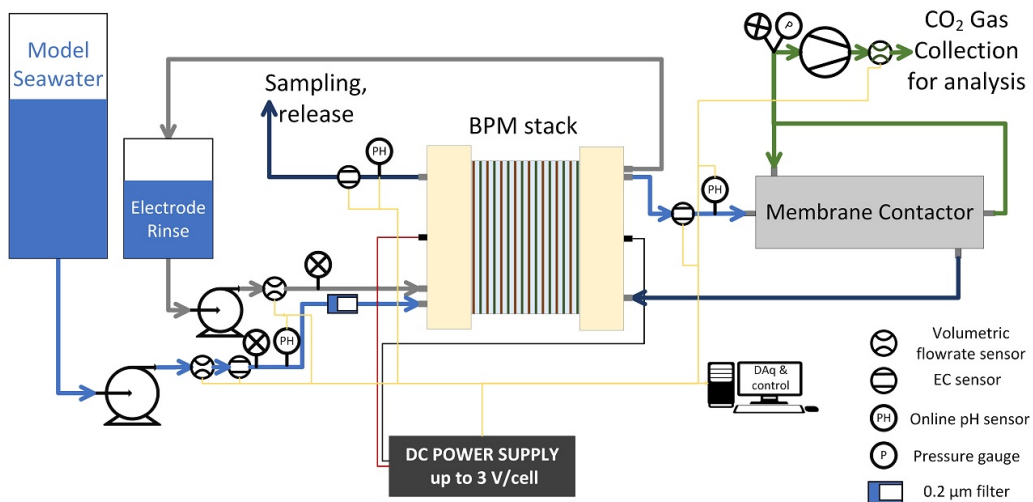 Model
Seawater
Electrode
Rinse
Sampling,
release
PH
BPM stack
P
CO₂ Gas
Collection
for analysis
PH
Membrane Contactor
PH
DC POWER SUPPLY
up to 3 V/cell
DAq &
control
Volumetric
flowrate sensor
EC sensor
PH
Online pH sensor
P
Pressure gauge
0.2 µm filter